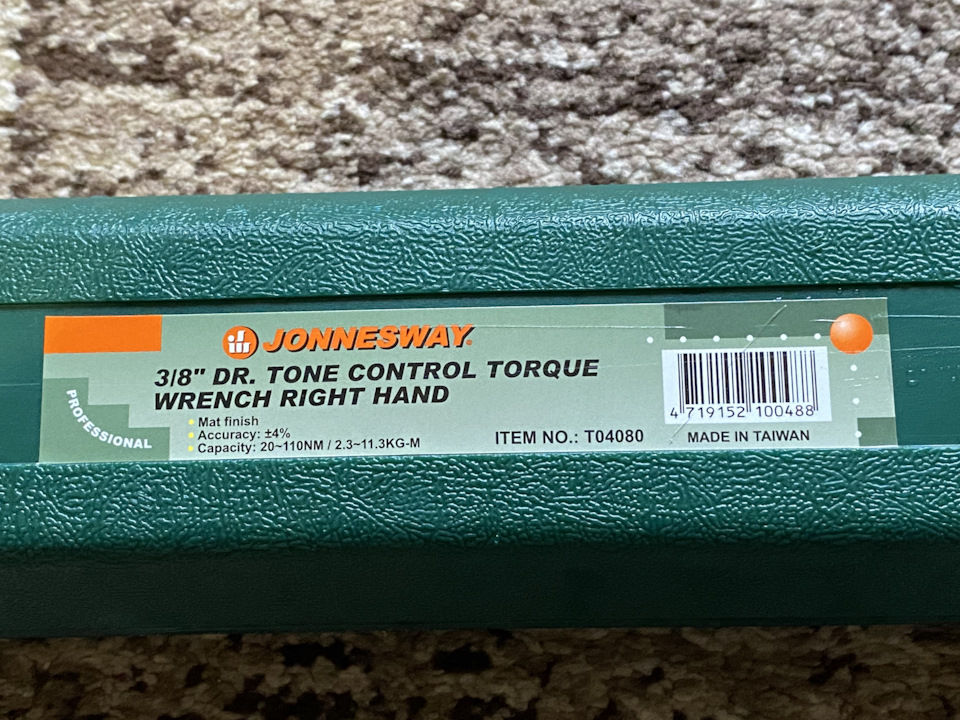 JONNESWAY®
3/8" DR. TONE CONTROL TORQUE
WRENCH RIGHT HAND
PROFESSIONAL
Mat finish
Accuracy: ±4%
Capacity: 20~110NM / 2.3~11.3KG-M
ITEM NO.: T04080
4 719152 100488
MADE IN TAIWAN